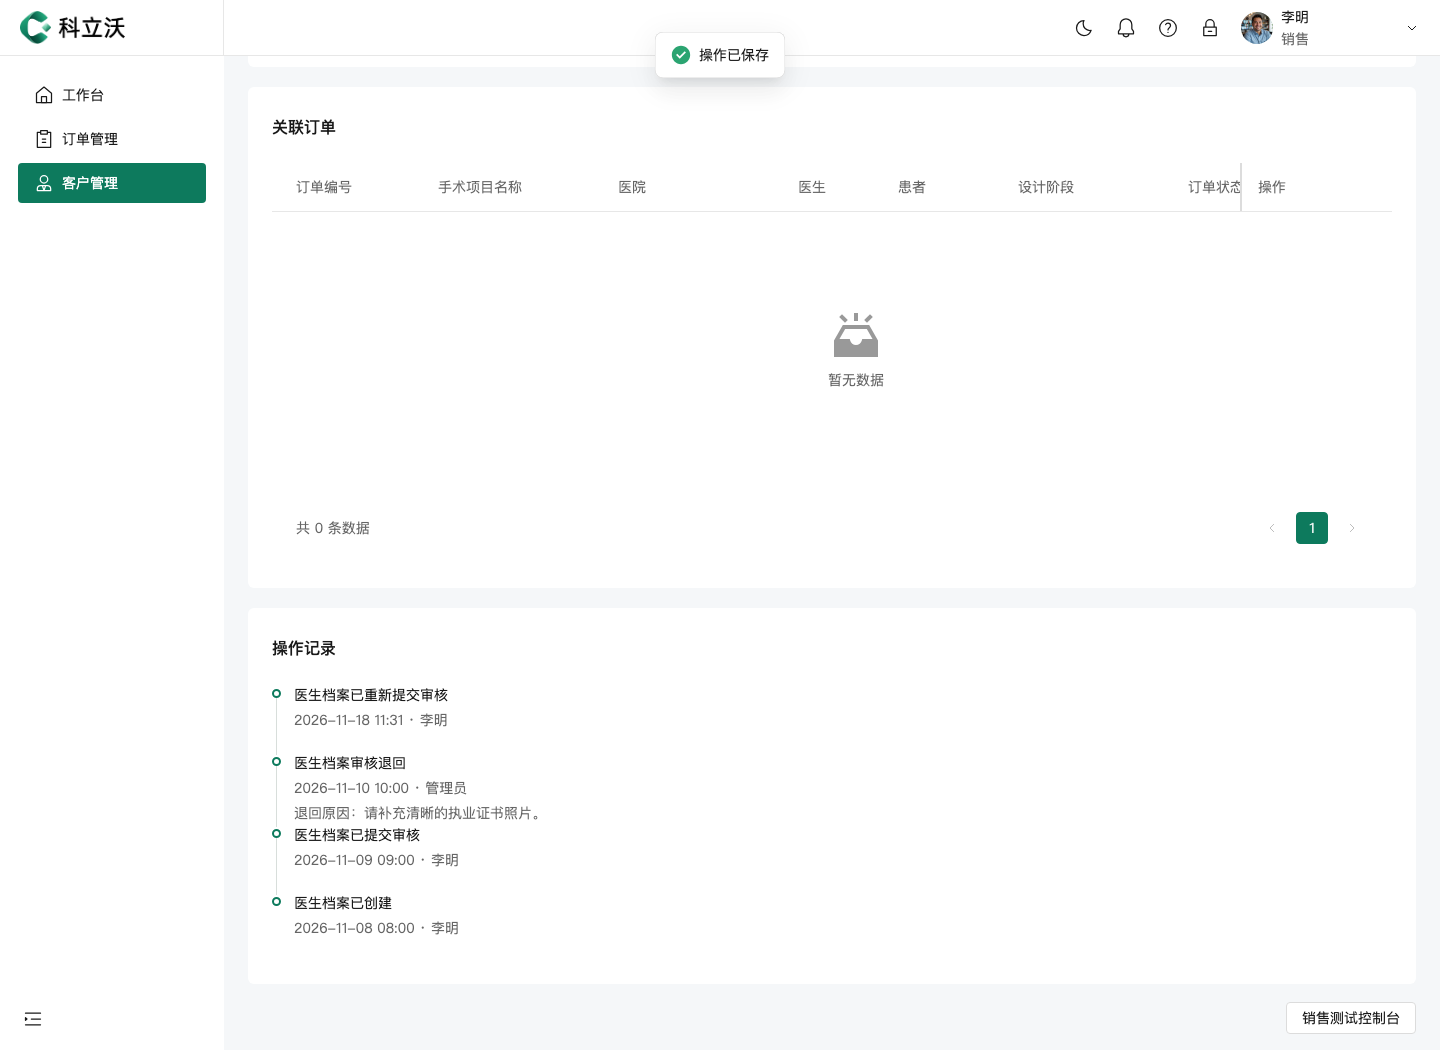 科立沃
操作已保存
李明
销售
工作台
订单管理
客户管理
关联订单
订单编号 手术项目名称 医院 医生 患者 设计阶段 订单状态 操作
暂无数据
共 0 条数据
1
操作记录
医生档案已重新提交审核
2026-11-18 11:31 · 李明
医生档案审核退回
2026-11-10 10:00 · 管理员
退回原因：请补充清晰的执业证书照片。
医生档案已提交审核
2026-11-09 09:00 · 李明
医生档案已创建
2026-11-08 08:00 · 李明
销售测试控制台